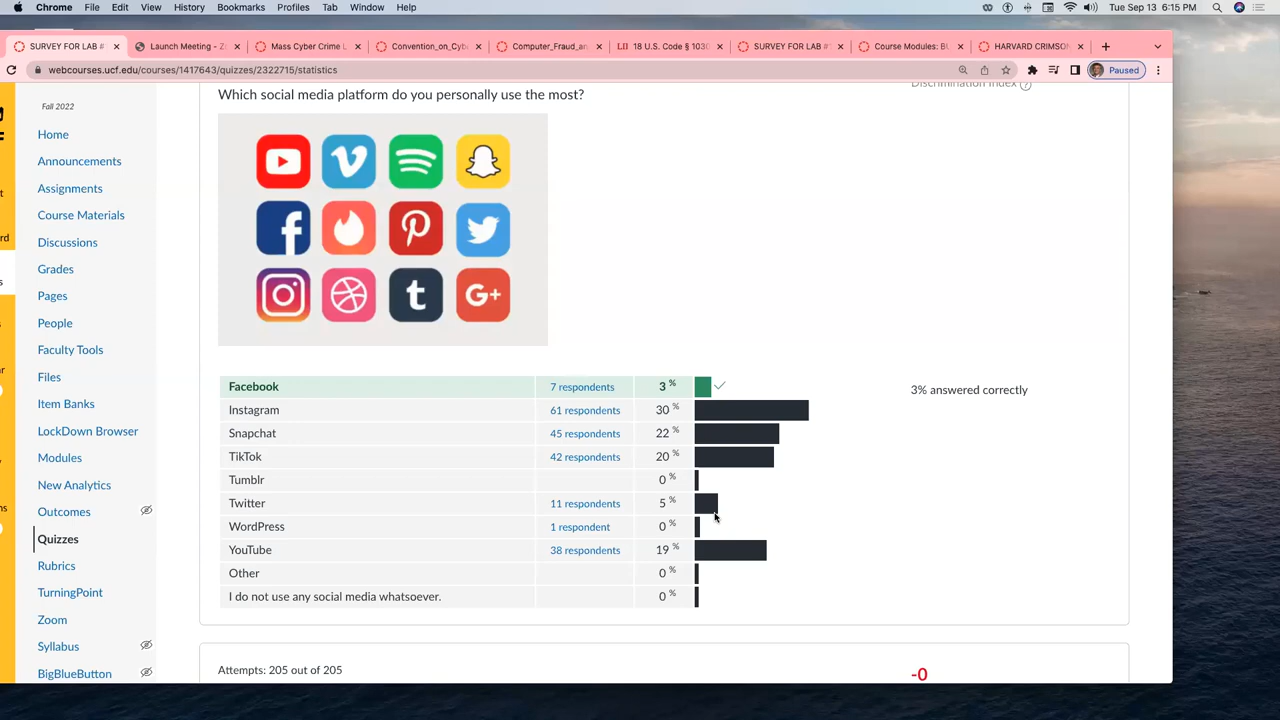 Chrome File Edit View History Bookmarks Profiles Tab Window Help Tue Sep 13 6:15 PM
SURVEY FOR LAB # Launch Meeting - Z Mass Cyber Crime L Convention_on_Cyb Computer_Fraud_an LII 18 U.S. Code § 1030 SURVEY FOR LAB # Course Modules: BU HARVARD CRIMSON
webcourses.ucf.edu/courses/1417643/quizzes/2322715/statistics Paused
Fall 2022
Home
Announcements
Assignments
Course Materials
Discussions
Grades
Pages
People
Faculty Tools
Files
Item Banks
LockDown Browser
Modules
New Analytics
Outcomes
Quizzes
Rubrics
TurningPoint
Zoom
Syllabus
BigBlueButton
Discrimination Index ?
Which social media platform do you personally use the most?
f t G+
Facebook 7 respondents 3 %
3% answered correctly
Instagram 61 respondents 30 %
Snapchat 45 respondents 22 %
TikTok 42 respondents 20 %
Tumblr 0 %
Twitter 11 respondents 5 %
WordPress 1 respondent 0 %
YouTube 38 respondents 19 %
Other 0 %
I do not use any social media whatsoever. 0 %
Attempts: 205 out of 205
-0